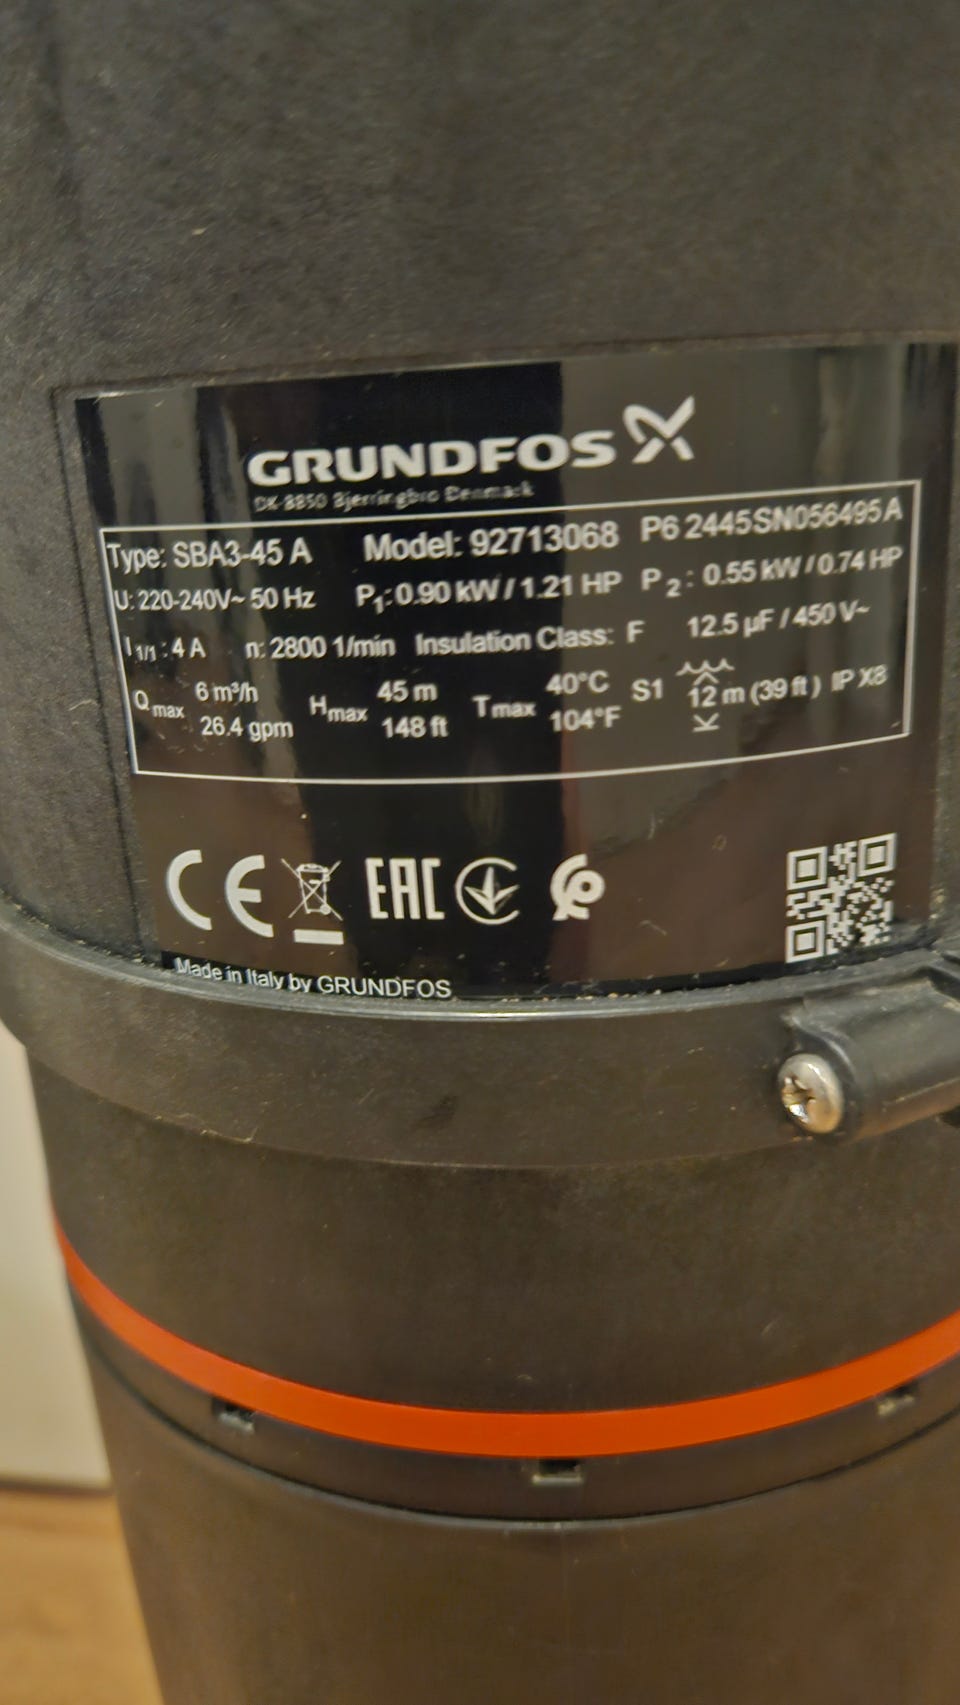 GRUNDFOS
DK-8850 Bjerringbro Denmark
Type: SBA3-45 A Model: 92713068 P6 2445SN056495A
U: 220-240V~ 50 Hz P₁: 0.90 kW / 1.21 HP P₂: 0.55 kW / 0.74 HP
I1/1 : 4 A n: 2800 1/min Insulation Class: F 12.5 µF / 450 V~
Qmax 6 m³/h Hmax 45 m Tmax 40°C S1 12 m (39 ft) IP X8
26.4 gpm 148 ft 104°F
CE EAC
Made in Italy by GRUNDFOS